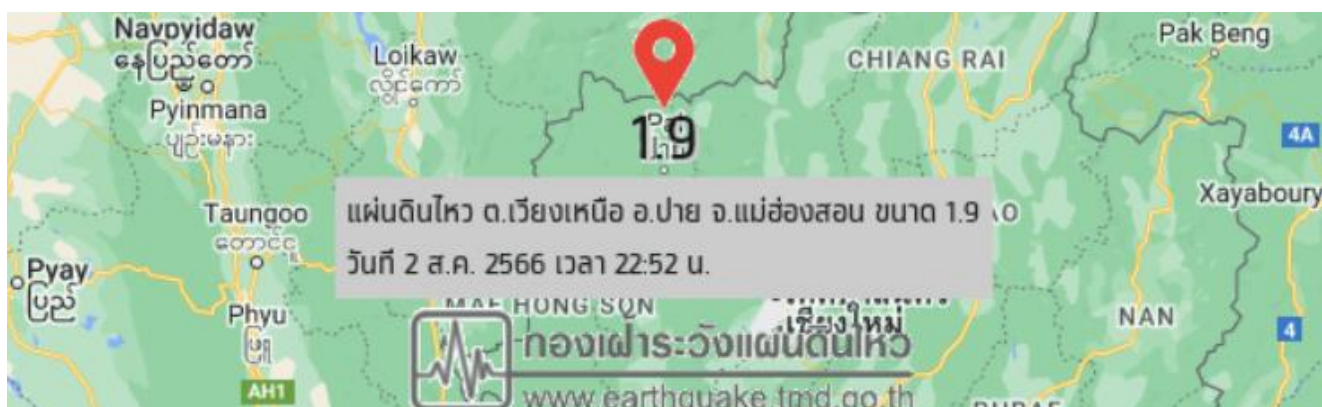 Naypyidaw
နေပြည်တော်
Pyinmana
ပျဉ်းမနား
Loikaw
လွိုင်ကော်
CHIANG RAI
Pak Beng
4A
1.9
Xayaboury
Taungoo
တောင်ငူ
แผ่นดินไหว ต.เวียงเหนือ อ.ปาย จ.แม่ฮ่องสอน ขนาด 1.9
วันที่ 2 ส.ค. 2566 เวลา 22:52 น.
Pyay
ပြည်
Phyu
ဖြူ
MAE HONG SON
เชียงใหม่
NAN
4
กองเฝ้าระวังแผ่นดินไหว
AH1
www.earthquake.tmd.go.th